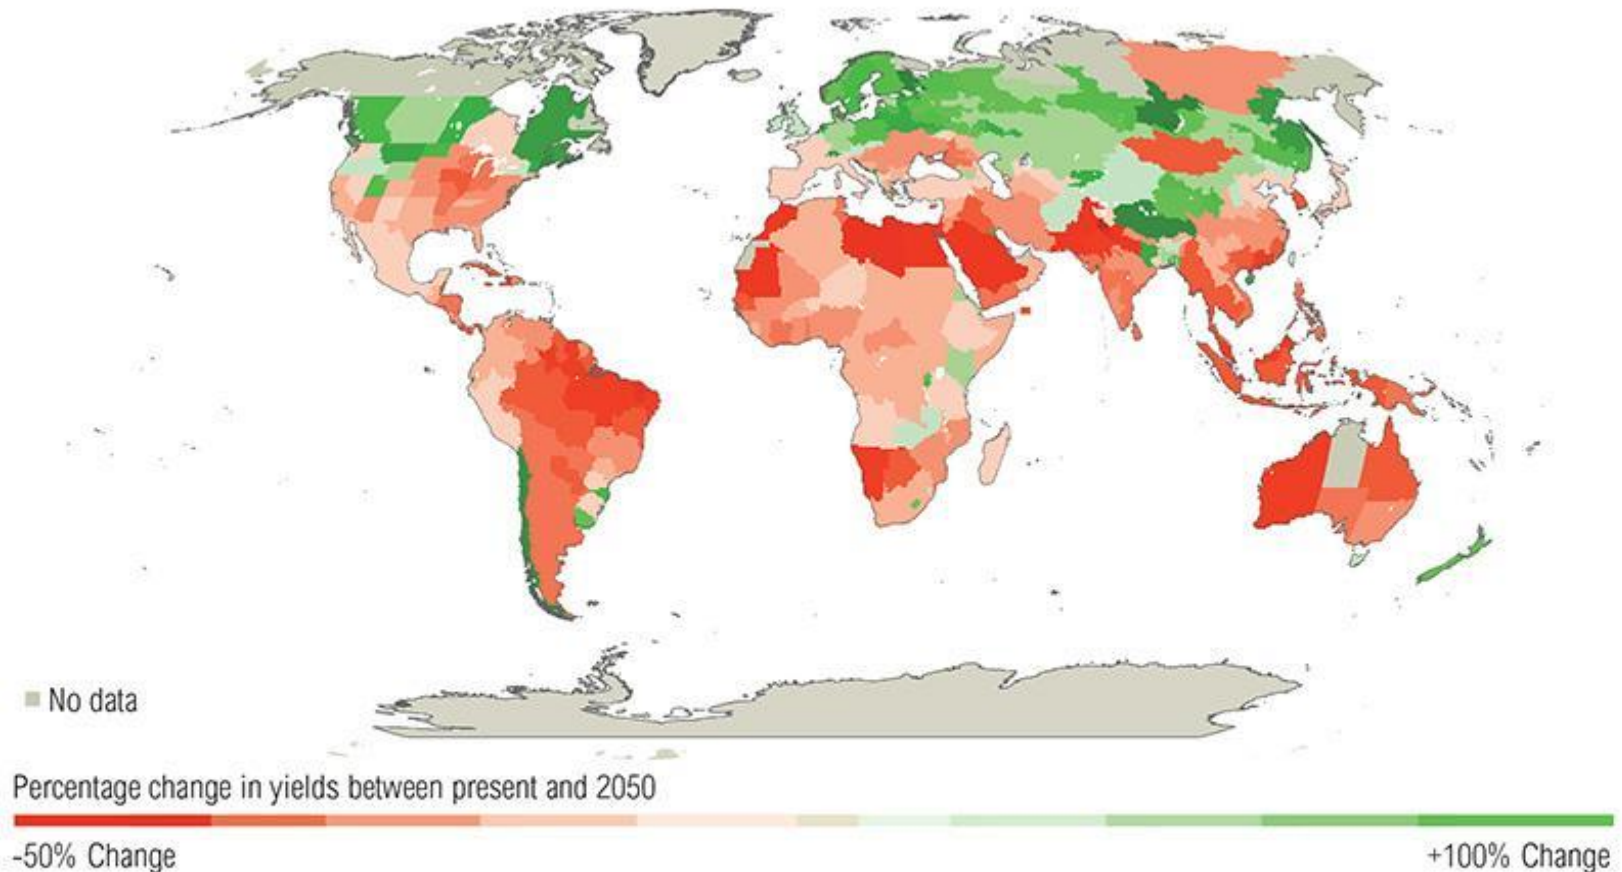 No data
Percentage change in yields between present and 2050
-50% Change
+100% Change